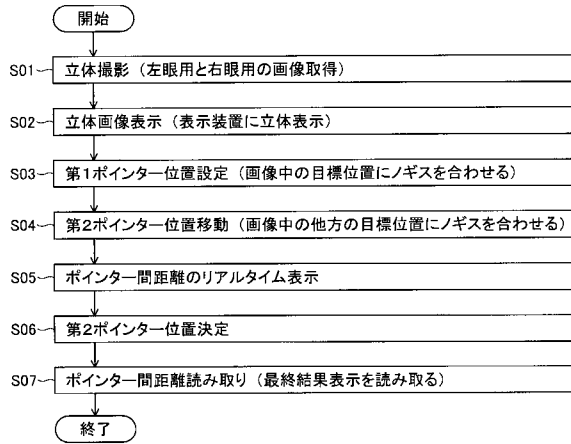 開始
S01 立体撮影（左眼用と右眼用の画像取得）
S02 立体画像表示（表示装置に立体表示）
S03 第1ポインター位置設定（画像中の目標位置にノギスを合わせる）
S04 第2ポインター位置移動（画像中の他方の目標位置にノギスを合わせる）
S05 ポインター間距離のリアルタイム表示
S06 第2ポインター位置決定
S07 ポインター間距離読み取り（最終結果表示を読み取る）
終了